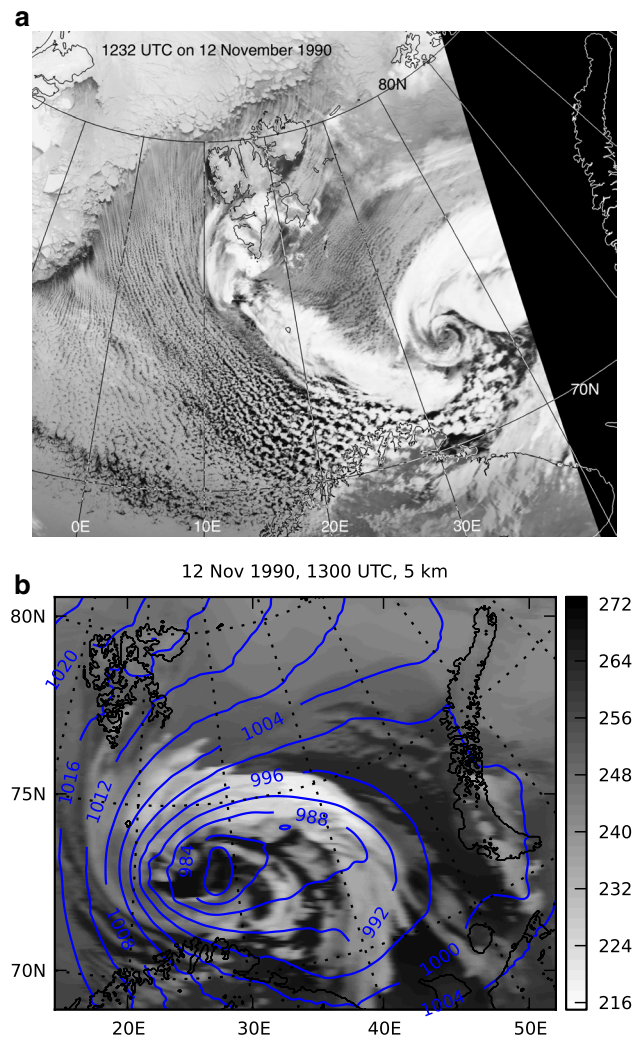 a
1232 UTC on 12 November 1990
80N
70N
0E 10E 20E 30E
b
12 Nov 1990, 1300 UTC, 5 km
80N
75N
70N
20E 30E 40E 50E
1020
1016
1012
1004
996
988
984
992
1008
1000
1004
272
264
256
248
240
232
224
216